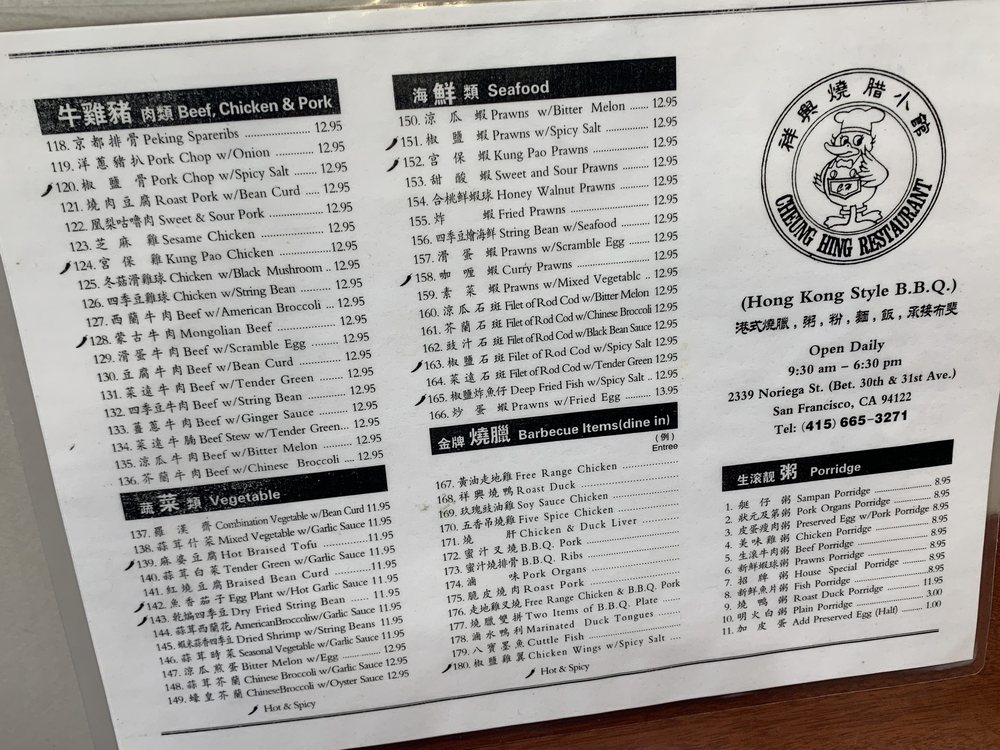 牛雞豬 肉類 Beef, Chicken & Pork
118. 京都排骨 Peking Spareribs 12.95
119. 洋蔥豬扒 Pork Chop w/Onion 12.95
120. 椒鹽骨 Pork Chop w/Spicy Salt 12.95
121. 燒肉豆腐 Roast Pork w/Bean Curd 12.95
122. 鳳梨咕嚕肉 Sweet & Sour Pork 12.95
123. 芝麻雞 Sesame Chicken 12.95
124. 宮保雞 Kung Pao Chicken 12.95
125. 冬菇滑雞球 Chicken w/Black Mushroom 12.95
126. 四季豆雞球 Chicken w/String Bean 12.95
127. 西蘭牛肉 Beef w/American Broccoli 12.95
128. 蒙古牛肉 Mongolian Beef 12.95
129. 滑蛋牛肉 Beef w/Scramble Egg 12.95
130. 豆腐牛肉 Beef w/Bean Curd 12.95
131. 菜遠牛肉 Beef w/Tender Green 12.95
132. 四季豆牛肉 Beef w/String Bean 12.95
133. 薑蔥牛肉 Beef w/Ginger Sauce 12.95
134. 菜遠牛腩 Beef Stew w/Tender Green 12.95
135. 涼瓜牛肉 Beef w/Bitter Melon 12.95
136. 芥蘭牛肉 Beef w/Chinese Broccoli 12.95
蔬菜類 Vegetable
137. 羅漢齋 Combination Vegetable w/Bean Curd 11.95
138. 蒜茸什菜 Mixed Vegetable w/Garlic Sauce 11.95
139. 麻婆豆腐 Hot Braised Tofu 11.95
140. 蒜茸白菜 Tender Green w/Garlic Sauce 11.95
141. 紅燒豆腐 Braised Bean Curd 11.95
142. 魚香茄子 Egg Plant w/Hot Garlic Sauce 11.95
143. 乾煸四季豆 Dry Fried String Bean 11.95
144. 蒜茸西蘭花 American Broccoli w/Garlic Sauce 11.95
145. 蝦米蒜香四季豆 Dried Shrimp w/String Beans 11.95
146. 蒜茸時菜 Seasonal Vegetable w/Garlic Sauce 11.95
147. 涼瓜煎蛋 Bitter Melon w/Egg 12.95
148. 蒜茸芥蘭 Chinese Broccoli w/Garlic Sauce 12.95
149. 蠔皇芥蘭 Chinese Broccoli w/Oyster Sauce 12.95
Hot & Spicy
海鮮類 Seafood
150. 涼瓜蝦 Prawns w/Bitter Melon 12.95
151. 椒鹽蝦 Prawns w/Spicy Salt 12.95
152. 宮保蝦 Kung Pao Prawns 12.95
153. 甜酸蝦 Sweet and Sour Prawns 12.95
154. 合桃鮮蝦球 Honey Walnut Prawns 12.95
155. 炸蝦 Fried Prawns 12.95
156. 四季豆燴海鮮 String Bean w/Seafood 12.95
157. 滑蛋蝦 Prawns w/Scramble Egg 12.95
158. 咖喱蝦 Curry Prawns 12.95
159. 素菜蝦 Prawns w/Mixed Vegetable 12.95
160. 涼瓜石斑 Filet of Rod Cod w/Bitter Melon 12.95
161. 芥蘭石斑 Filet of Rod Cod w/Chinese Broccoli 12.95
162. 豉汁石斑 Filet of Rod Cod w/Black Bean Sauce 12.95
163. 椒鹽石斑 Filet of Rod Cod w/Spicy Salt 12.95
164. 菜遠石斑 Filet of Rod Cod w/Tender Green 12.95
165. 椒鹽炸魚仔 Deep Fried Fish w/Spicy Salt 12.95
166. 炒蛋蝦 Prawns w/Fried Egg 13.95
金牌燒臘 Barbecue Items (dine in)
(例)
Entree
167. 黃油走地雞 Free Range Chicken
168. 祥興燒鴨 Roast Duck
169. 玫瑰豉油雞 Soy Sauce Chicken
170. 五香吊燒雞 Five Spice Chicken
171. 燒肝 Chicken & Duck Liver
172. 蜜汁叉燒 B.B.Q. Pork
173. 蜜汁燒排骨 B.B.Q. Ribs
174. 滷味 Pork Organs
175. 脆皮燒肉 Roast Pork
176. 走地雞叉燒 Free Range Chicken & B.B.Q. Pork
177. 燒臘雙拼 Two Items of B.B.Q. Plate
178. 滷水鴨利 Marinated Duck Tongues
179. 八寶墨魚 Cuttle Fish
180. 椒鹽雞翼 Chicken Wings w/Spicy Salt
Hot & Spicy
祥興燒腊小館
CHEUNG HING RESTAURANT
(Hong Kong Style B.B.Q.)
港式燒臘,粥,粉,麵,飯,承接布斐
Open Daily
9:30 am – 6:30 pm
2339 Noriega St. (Bet. 30th & 31st Ave.)
San Francisco, CA 94122
Tel: (415) 665-3271
生滾靚粥 Porridge
1. 艇仔粥 Sampan Porridge 8.95
2. 狀元及第粥 Pork Organs Porridge 8.95
3. 皮蛋瘦肉粥 Preserved Egg w/Pork Porridge 8.95
4. 美味雞粥 Chicken Porridge 8.95
5. 生滾牛肉粥 Beef Porridge 8.95
6. 新鮮蝦球粥 Prawns Porridge 8.95
7. 招牌粥 House Special Porridge 8.95
8. 新鮮魚片粥 Fish Porridge 8.95
9. 燒鴨粥 Roast Duck Porridge 11.95
10. 明火白粥 Plain Porridge 3.00
11. 加皮蛋 Add Preserved Egg (Half) 1.00